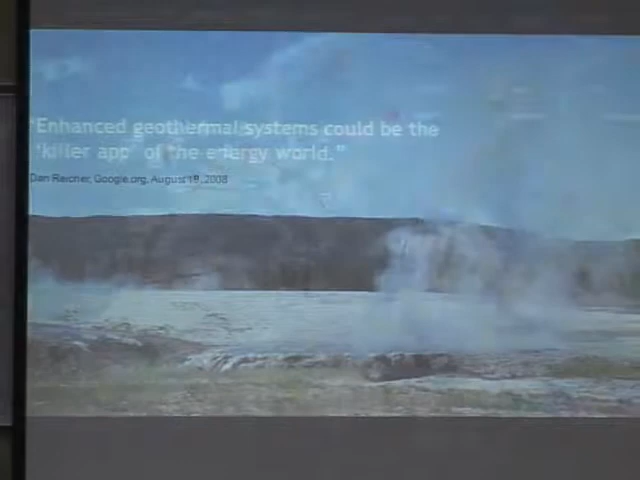 "Enhanced geothermal systems could be the
'killer app' of the energy world."
Dan Reicher, Google.org, August 19, 2008